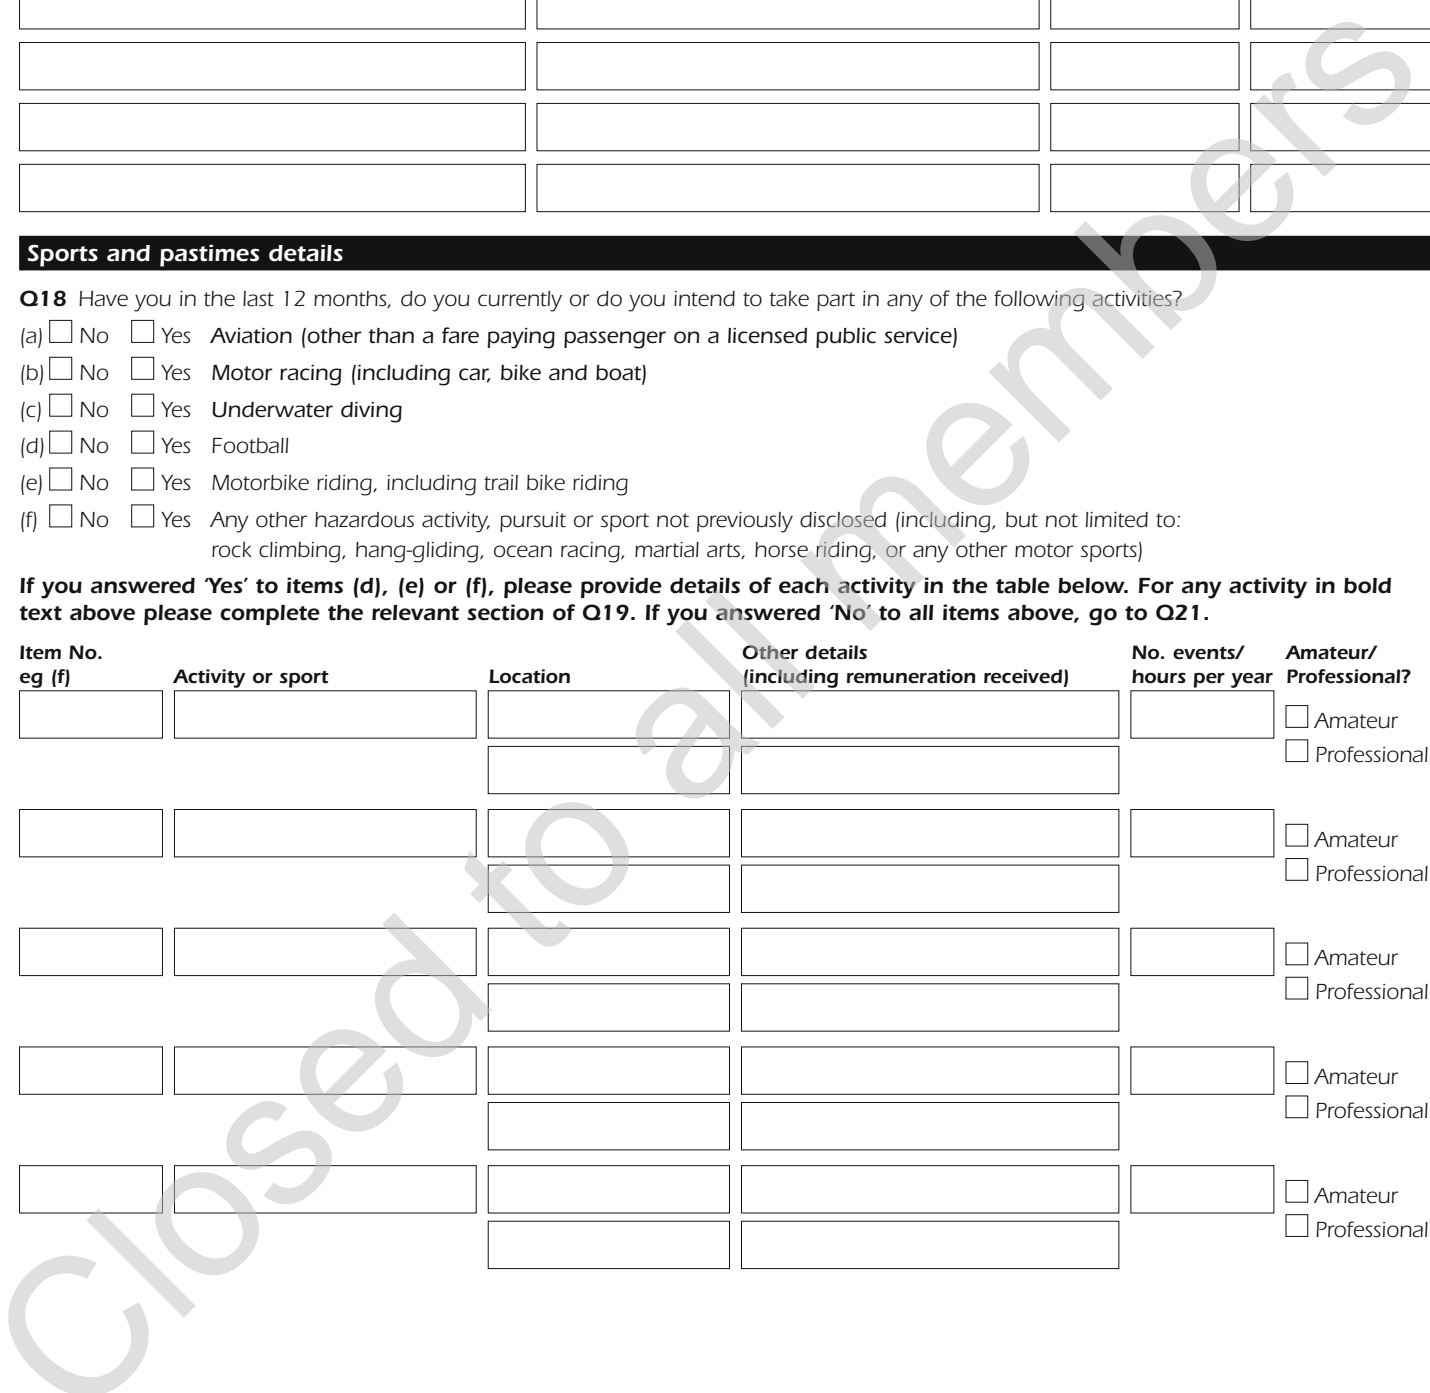 Sports and pastimes details
Q18 Have you in the last 12 months, do you currently or do you intend to take part in any of the following activities?
(a) No Yes Aviation (other than a fare paying passenger on a licensed public service)
(b) No Yes Motor racing (including car, bike and boat)
(c) No Yes Underwater diving
(d) No Yes Football
(e) No Yes Motorbike riding, including trail bike riding
(f) No Yes Any other hazardous activity, pursuit or sport not previously disclosed (including, but not limited to:
rock climbing, hang-gliding, ocean racing, martial arts, horse riding, or any other motor sports)
If you answered ‘Yes’ to items (d), (e) or (f), please provide details of each activity in the table below. For any activity in bold
text above please complete the relevant section of Q19. If you answered ‘No’ to all items above, go to Q21.
Item No. Other details No. events/ Amateur/
eg (f) Activity or sport Location (including remuneration received) hours per year Professional?
Amateur
Professional
Amateur
Professional
Amateur
Professional
Amateur
Professional
Amateur
Professional
Closed to all members